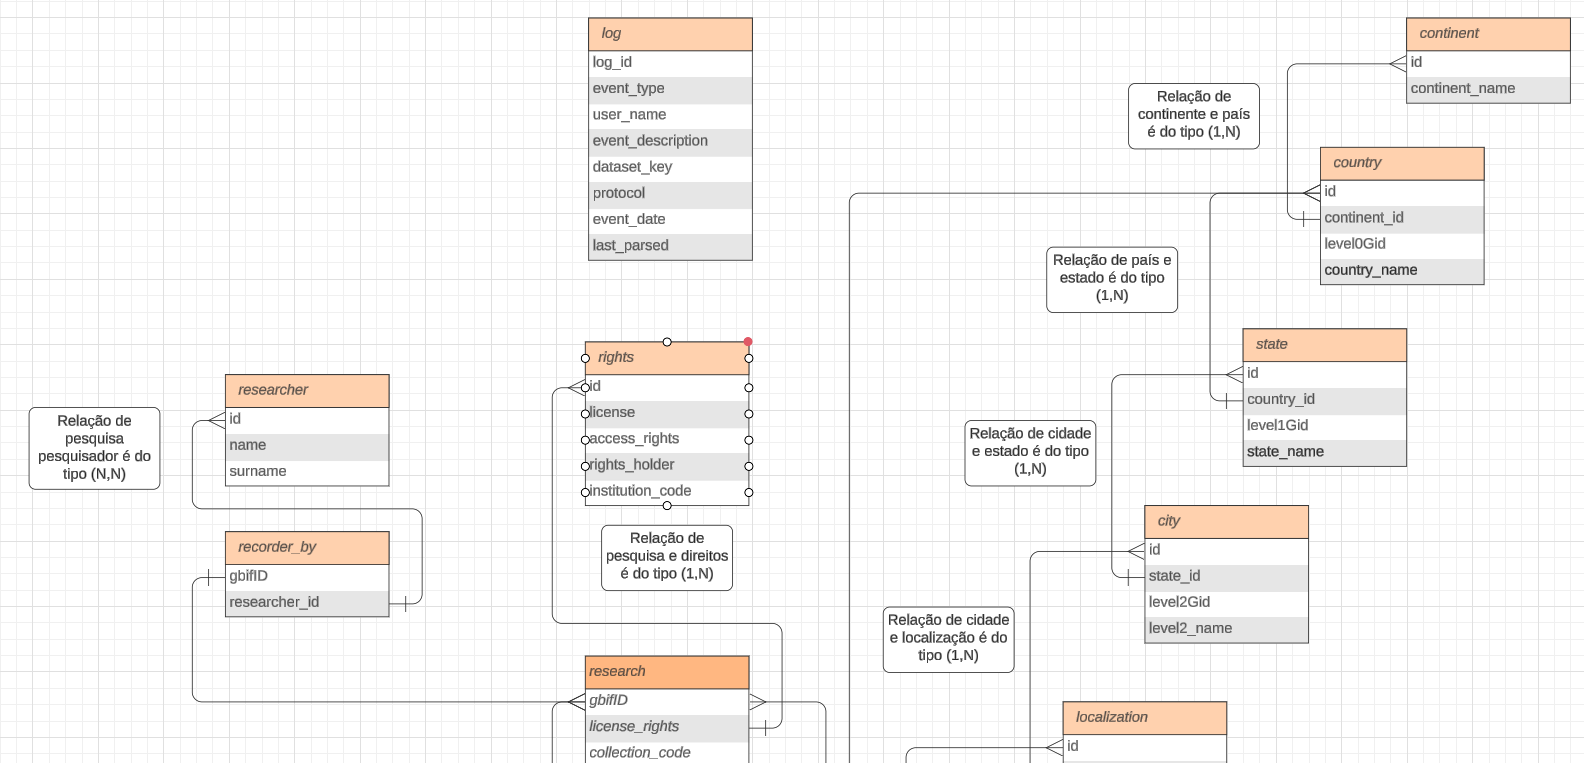 log
log_id
event_type
user_name
event_description
dataset_key
protocol
event_date
last_parsed
continent
id
continent_name
Relação de
continente e país
é do tipo (1,N)
country
id
continent_id
level0Gid
country_name
Relação de país e
estado é do tipo
(1,N)
state
id
country_id
level1Gid
state_name
rights
id
license
access_rights
rights_holder
institution_code
researcher
id
name
surname
Relação de
pesquisa
pesquisador é do
tipo (N,N)
Relação de cidade
e estado é do tipo
(1,N)
city
id
state_id
level2Gid
level2_name
recorder_by
gbifID
researcher_id
Relação de
pesquisa e direitos
é do tipo (1,N)
Relação de cidade
e localização é do
tipo (1,N)
research
gbifID
license_rights
collection_code
localization
id